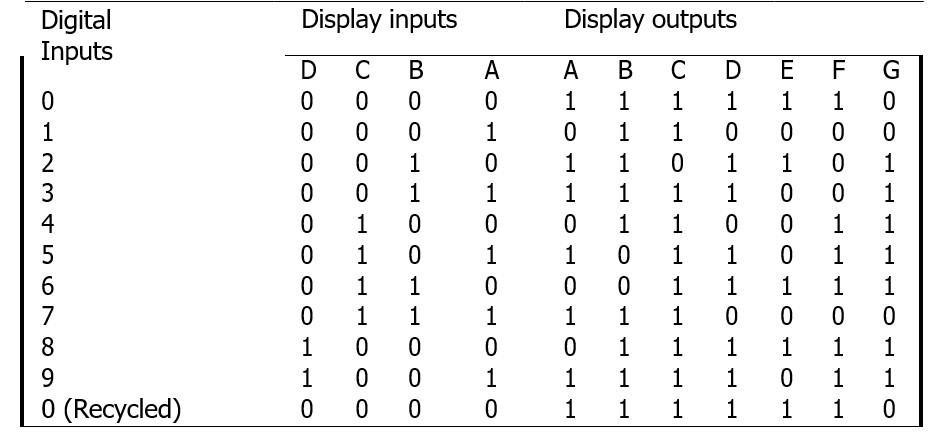 Digital Inputs Display inputs Display outputs
D C B A A B C D E F G
0 0 0 0 0 1 1 1 1 1 1 0
1 0 0 0 1 0 1 1 0 0 0 0
2 0 0 1 0 1 1 0 1 1 0 1
3 0 0 1 1 1 1 1 1 0 0 1
4 0 1 0 0 0 1 1 0 0 1 1
5 0 1 0 1 1 0 1 1 0 1 1
6 0 1 1 0 0 0 1 1 1 1 1
7 0 1 1 1 1 1 1 0 0 0 0
8 1 0 0 0 0 1 1 1 1 1 1
9 1 0 0 1 1 1 1 1 0 1 1
0 (Recycled) 0 0 0 0 1 1 1 1 1 1 0